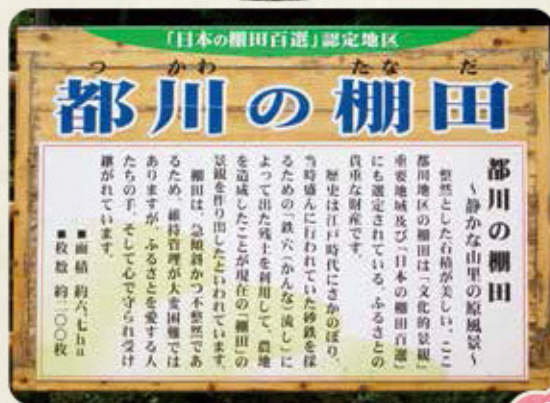 「日本の棚田百選」認定地区
つかわ たなだ
都川の棚田
都川の棚田
～静かな山里の原風景～
整然とした石積が美しい、ここ
都川地区の棚田は「文化的景観」
重要地域及び「日本の棚田百選」
にも選定されている、ふるさとの
貴重な財産です。
歴史は江戸時代にさかのぼり、
当時盛んに行われていた砂鉄を採
るための「鉄穴（かんな）流し」に
よって出た残土を利用して、農地
を造成したことが現在の「棚田」の
景観を作り出したといわれています。
棚田は、急傾斜かつ不整然であ
るため、維持管理が大変困難では
ありますが、ふるさとを愛する人
たちの手、そして心で守られ受け
継がれています。
■面積 約六.七ha
■枚数 約二〇〇枚